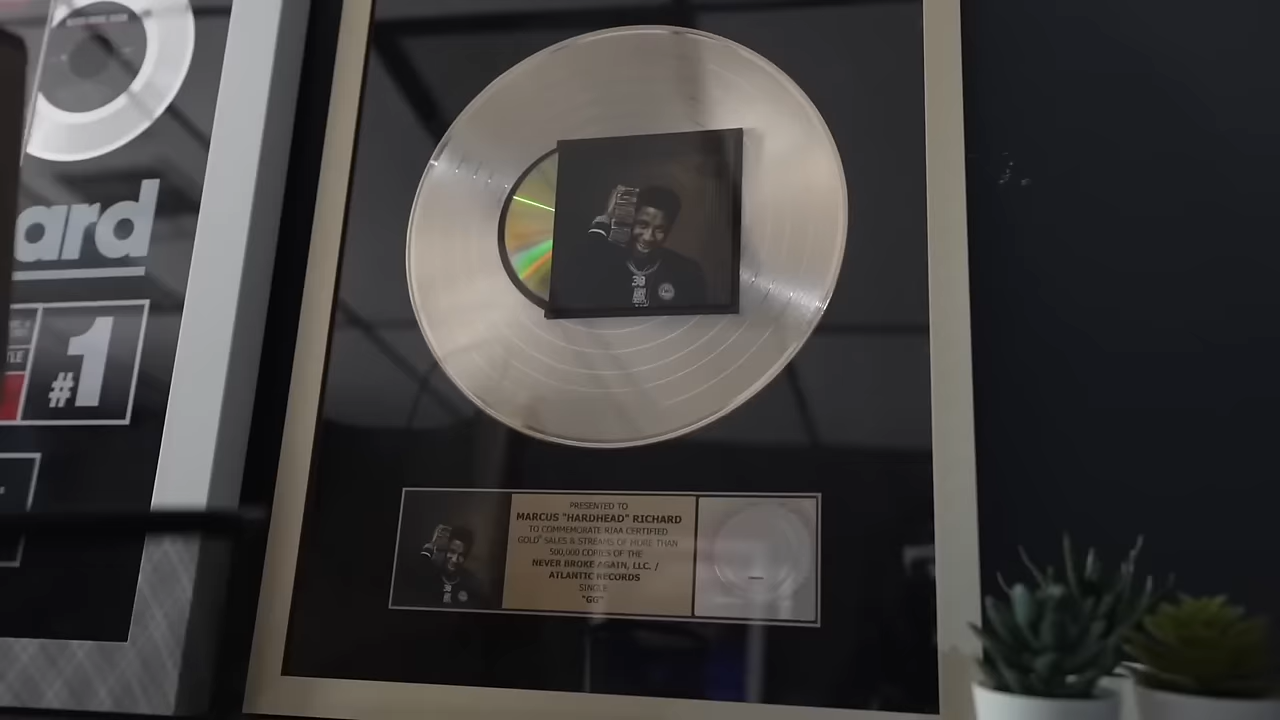 ard
#1
PRESENTED TO
MARCUS "HARDHEAD" RICHARD
TO COMMEMORATE RIAA CERTIFIED
GOLD® SALES & STREAMS OF MORE THAN
500,000 COPIES OF THE
NEVER BROKE AGAIN, LLC. /
ATLANTIC RECORDS
SINGLE
"GG"
38